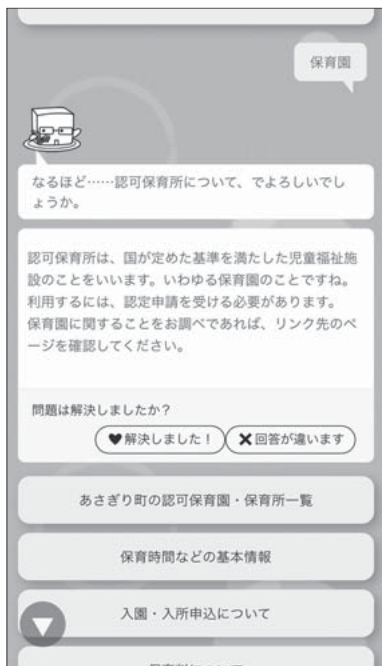 保育園
なるほど……認可保育所について、でよろしいでし
ょうか。
認可保育所は、国が定めた基準を満たした児童福祉施
設のことをいいます。いわゆる保育園のことですね。
利用するには、認定申請を受ける必要があります。
保育園に関することをお調べであれば、リンク先のペ
ージを確認してください。
問題は解決しましたか？
♥解決しました！ ✖回答が違います
あさぎり町の認可保育園・保育所一覧
保育時間などの基本情報
入園・入所申込について